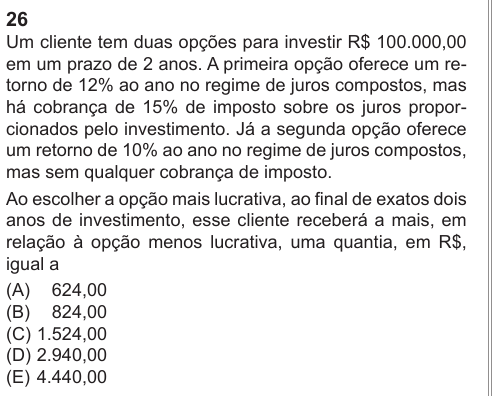 26
Um cliente tem duas opções para investir R$ 100.000,00
em um prazo de 2 anos. A primeira opção oferece um re-
torno de 12% ao ano no regime de juros compostos, mas
há cobrança de 15% de imposto sobre os juros propor-
cionados pelo investimento. Já a segunda opção oferece
um retorno de 10% ao ano no regime de juros compostos,
mas sem qualquer cobrança de imposto.
Ao escolher a opção mais lucrativa, ao final de exatos dois
anos de investimento, esse cliente receberá a mais, em
relação à opção menos lucrativa, uma quantia, em R$,
igual a
(A) 624,00
(B) 824,00
(C) 1.524,00
(D) 2.940,00
(E) 4.440,00